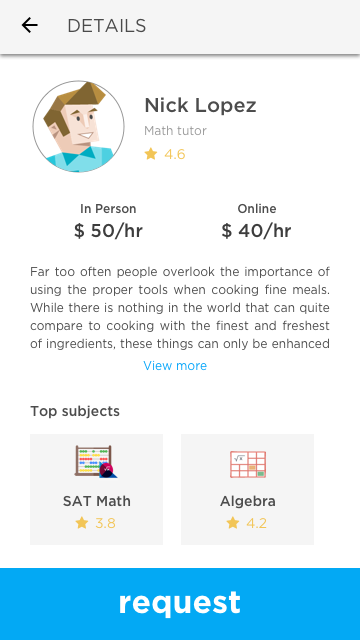 DETAILS
Nick Lopez
Math tutor
4.6
In Person
Online
$ 50/hr
$ 40/hr
Far too often people overlook the importance of
using the proper tools when cooking fine meals.
While there is nothing in the world that can quite
compare to cooking with the finest and freshest
of ingredients, these things can only be enhanced
View more
Top subjects
SAT Math
3.8
Algebra
4.2
request